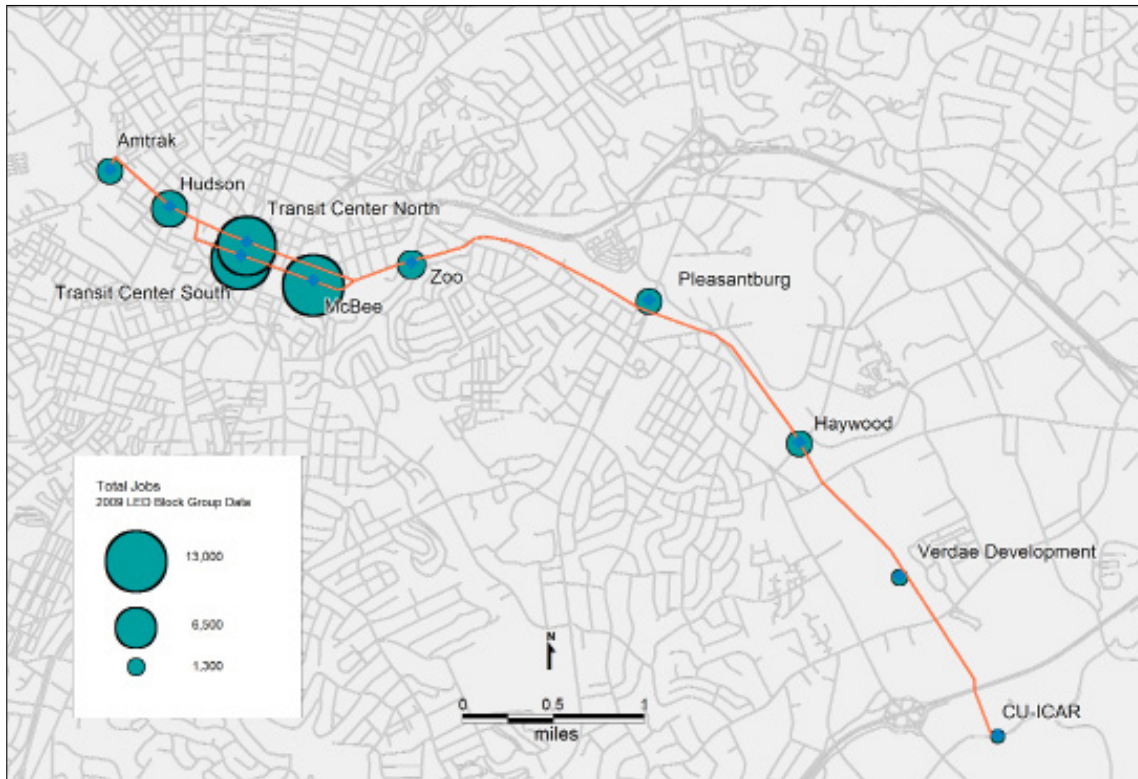 Amtrak
Hudson
Transit Center North
Transit Center South
McBee
Zoo
Pleasantburg
Haywood
Verdae Development
CU-ICAR
Total Jobs
2009 LED Block Group Data
13,000
6,500
1,300
N
0 0.5 1
miles